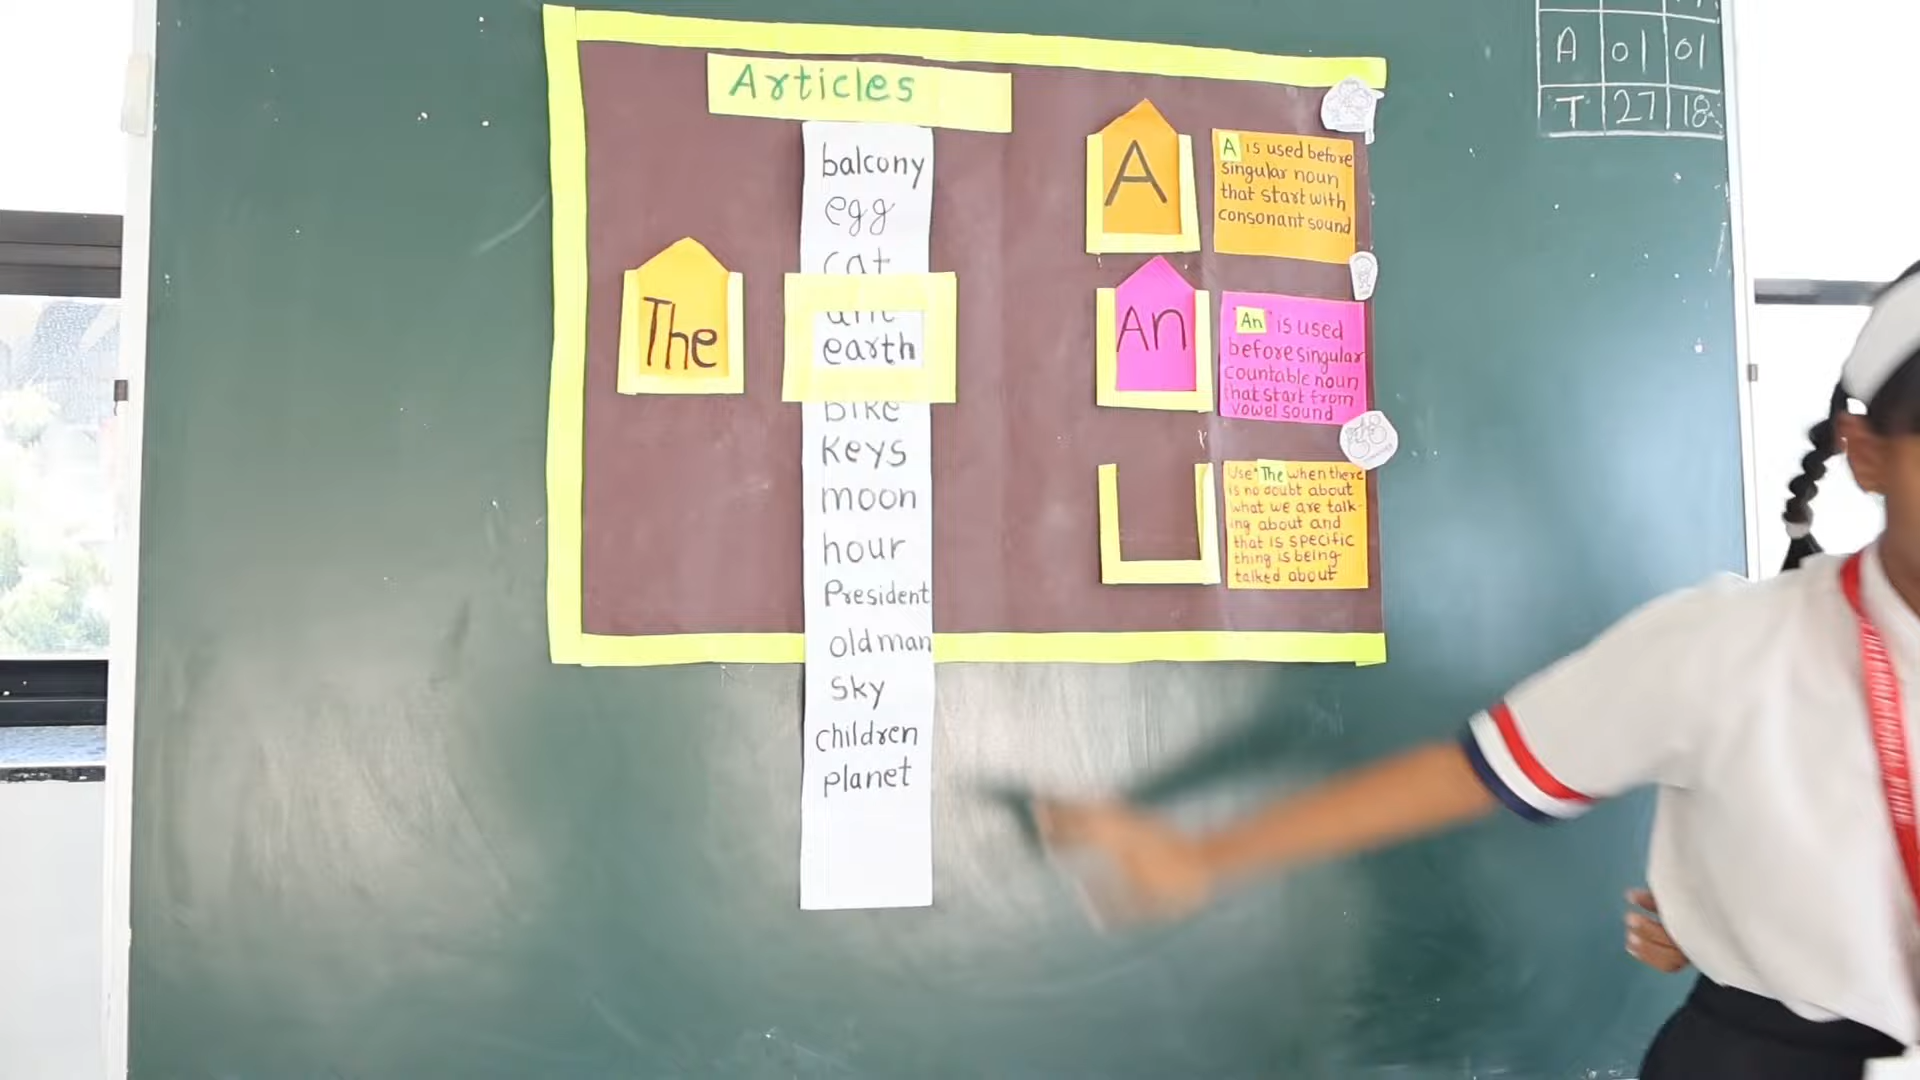 Articles
balcony
egg
cat
ant
earth
bike
keys
moon
hour
President
old man
sky
children
planet
The
A
A is used before
singular noun
that start with
consonant sound
An
"An" is used
before singular
countable noun
that start from
vowel sound
Use "The when there
is no doubt about
what we are talk-
ing about and
that is specific
thing is being
talked about
A 01 01
T 27 18